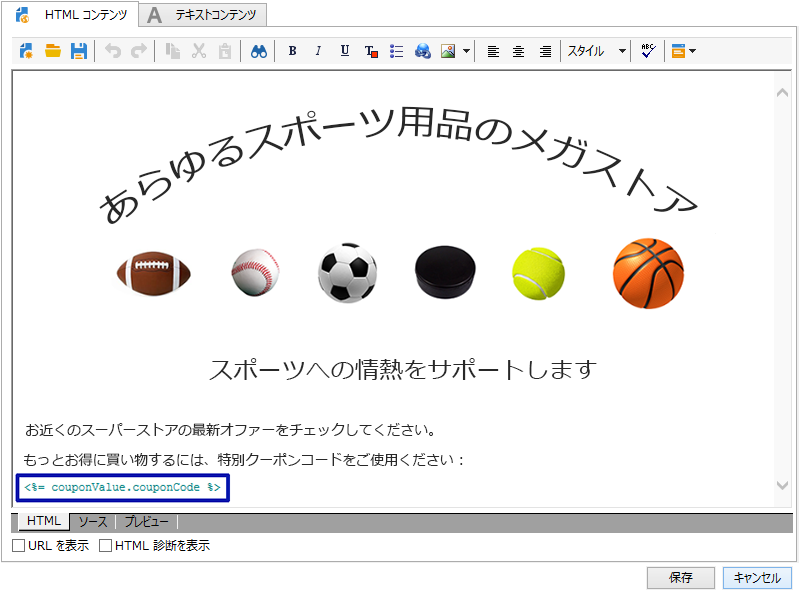 HTML コンテンツ
A テキストコンテンツ
B I U T スタイル ABC
あらゆるスポーツ用品のメガストア
スポーツへの情熱をサポートします
お近くのスーパーストアの最新オファーをチェックしてください。
もっとお得に買い物するには、特別クーポンコードをご使用ください：
<%= couponValue.couponCode %>
HTML ソース プレビュー
URL を表示 HTML 診断を表示
保存 キャンセル